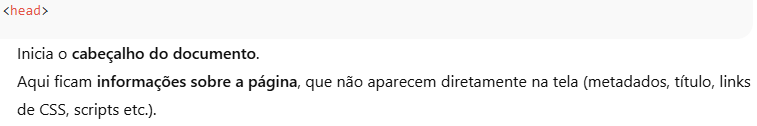 <head>
Inicia o cabeçalho do documento.
Aqui ficam informações sobre a página, que não aparecem diretamente na tela (metadados, título, links
de CSS, scripts etc.).